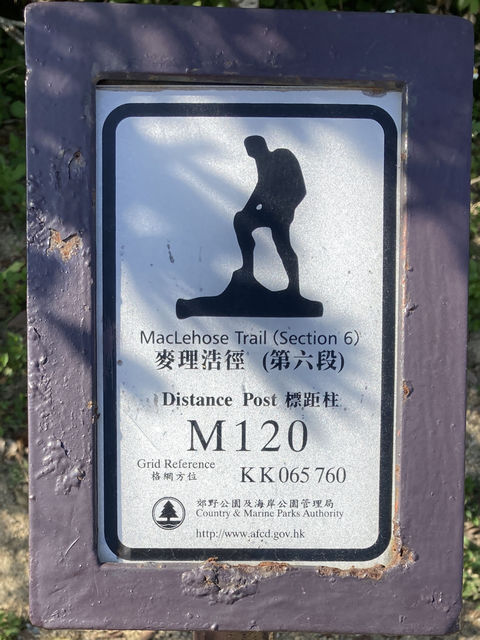 MacLehose Trail (Section 6)
麥理浩徑 (第六段)
Distance Post 標距柱
M120
Grid Reference
格網方位
KK 065 760
郊野公園及海岸公園管理局
Country & Marine Parks Authority
http://www.afcd.gov.hk